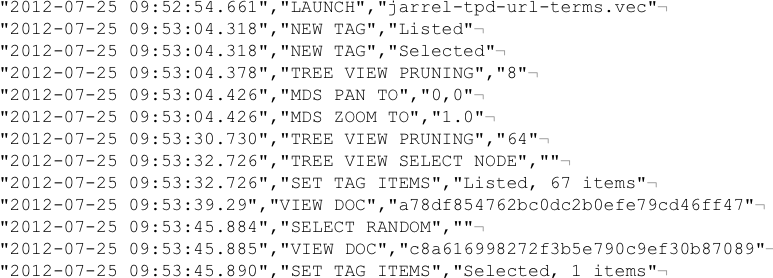 "2012-07-25 09:52:54.661","LAUNCH","jarrel-tpd-url-terms.vec"¬
"2012-07-25 09:53:04.318","NEW TAG","Listed"¬
"2012-07-25 09:53:04.318","NEW TAG","Selected"¬
"2012-07-25 09:53:04.378","TREE VIEW PRUNING","8"¬
"2012-07-25 09:53:04.426","MDS PAN TO","0,0"¬
"2012-07-25 09:53:04.426","MDS ZOOM TO","1.0"¬
"2012-07-25 09:53:30.730","TREE VIEW PRUNING","64"¬
"2012-07-25 09:53:32.726","TREE VIEW SELECT NODE",""¬
"2012-07-25 09:53:32.726","SET TAG ITEMS","Listed, 67 items"¬
"2012-07-25 09:53:39.29","VIEW DOC","a78df854762bc0dc2b0efe79cd46ff47"¬
"2012-07-25 09:53:45.884","SELECT RANDOM",""¬
"2012-07-25 09:53:45.885","VIEW DOC","c8a616998272f3b5e790c9ef30b87089"¬
"2012-07-25 09:53:45.890","SET TAG ITEMS","Selected, 1 items"¬